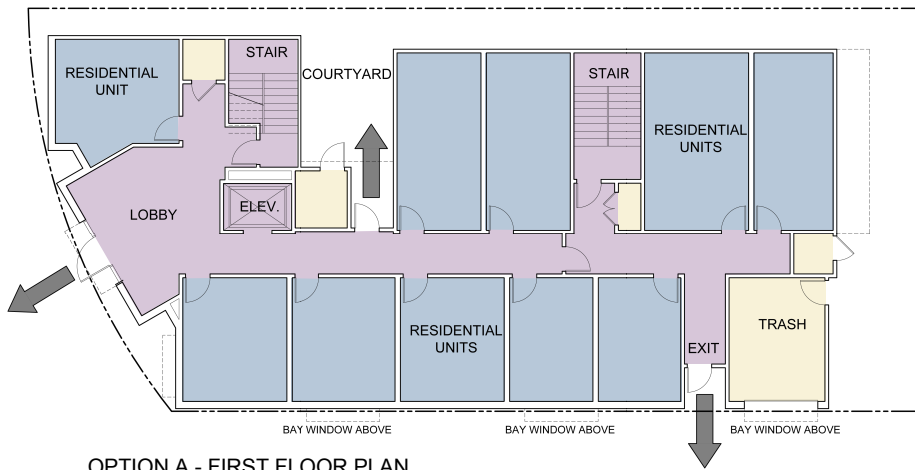 STAIR
COURTYARD
STAIR
RESIDENTIAL
UNIT
RESIDENTIAL
UNITS
ELEV.
LOBBY
RESIDENTIAL
UNITS
TRASH
EXIT
BAY WINDOW ABOVE
BAY WINDOW ABOVE
BAY WINDOW ABOVE
OPTION A - FIRST FLOOR PLAN